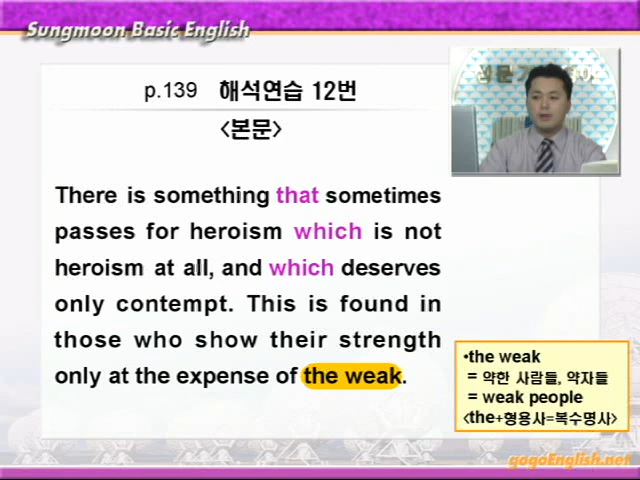 Sungmoon Basic English
p.139 해석연습 12번
<본문>
There is something that sometimes
passes for heroism which is not
heroism at all, and which deserves
only contempt. This is found in
those who show their strength
only at the expense of the weak.
•the weak
= 약한 사람들, 약자들
= weak people
<the+형용사=복수명사>
gogoEnglish.net